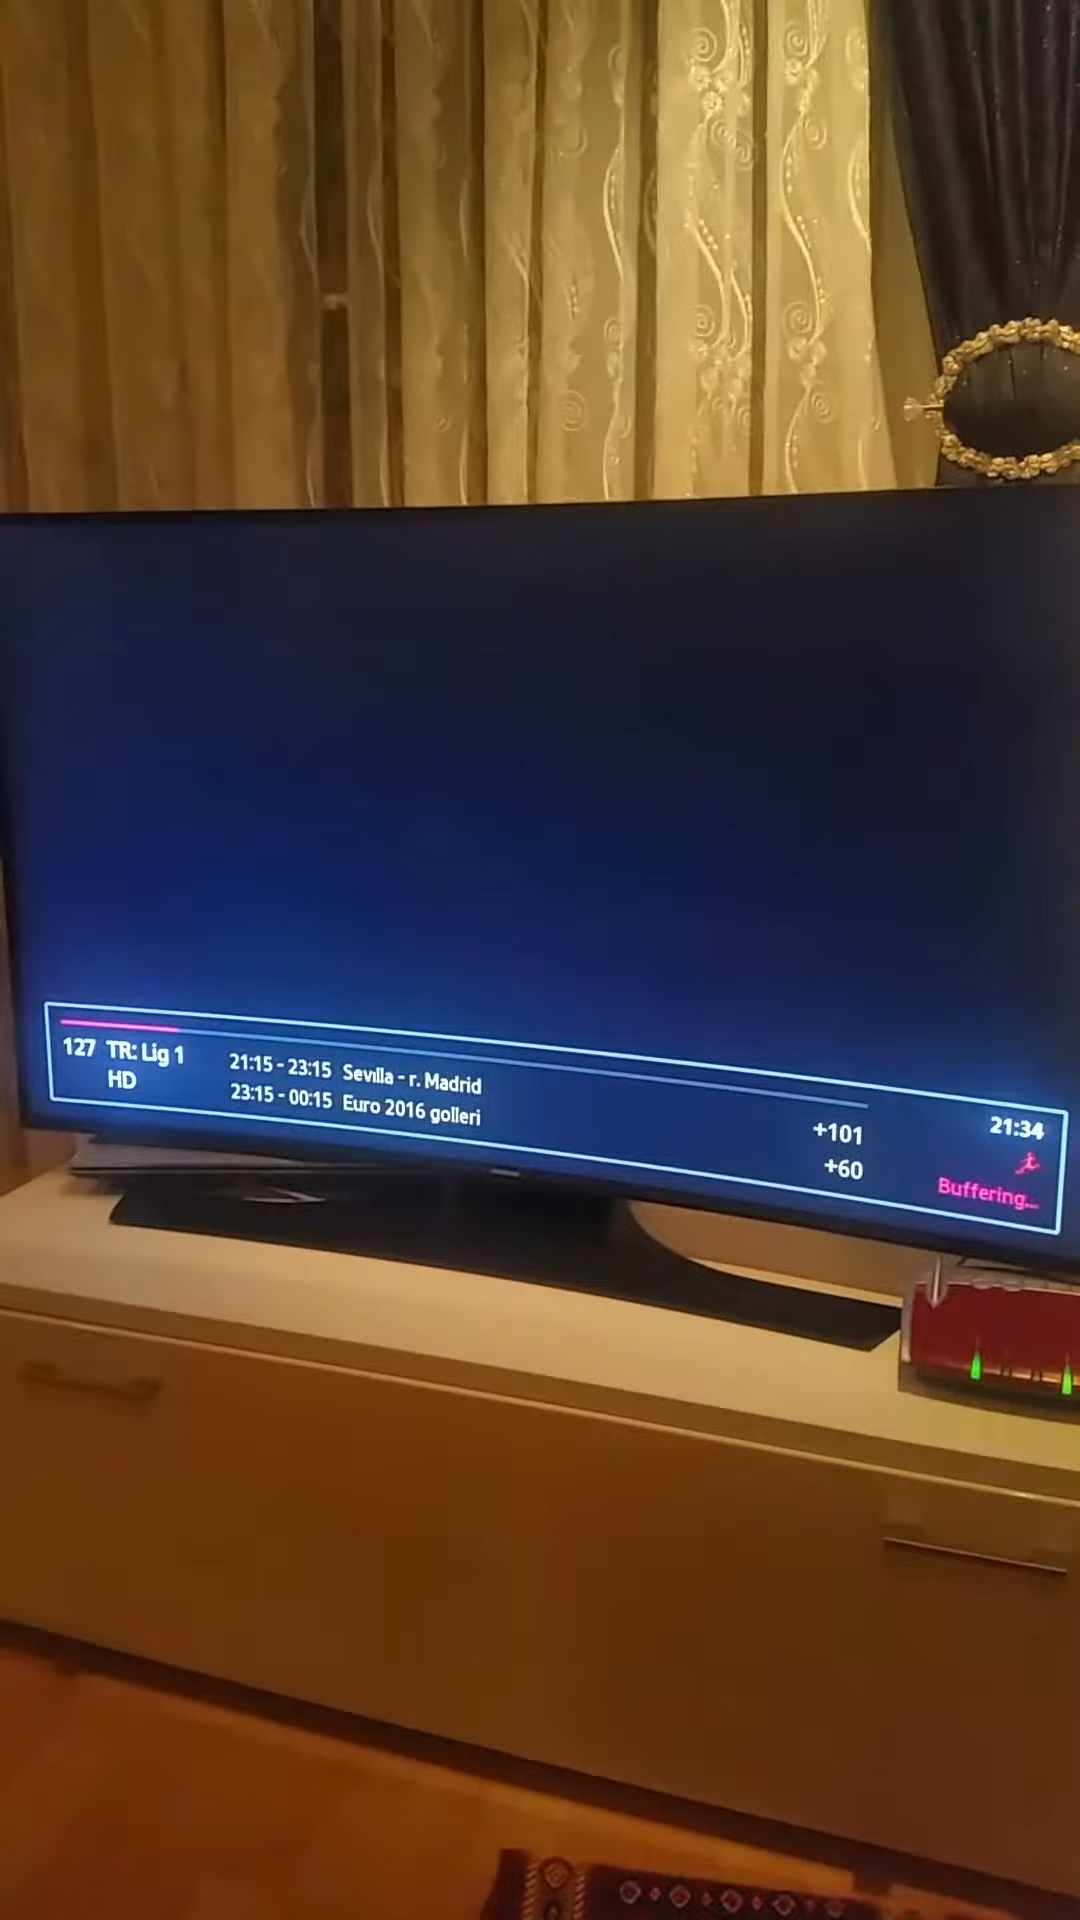 127 TR: Lig 1 HD
21:15 - 23:15 Sevilla - r. Madrid
23:15 - 00:15 Euro 2016 golleri
+101
+60
21:34
Buffering...